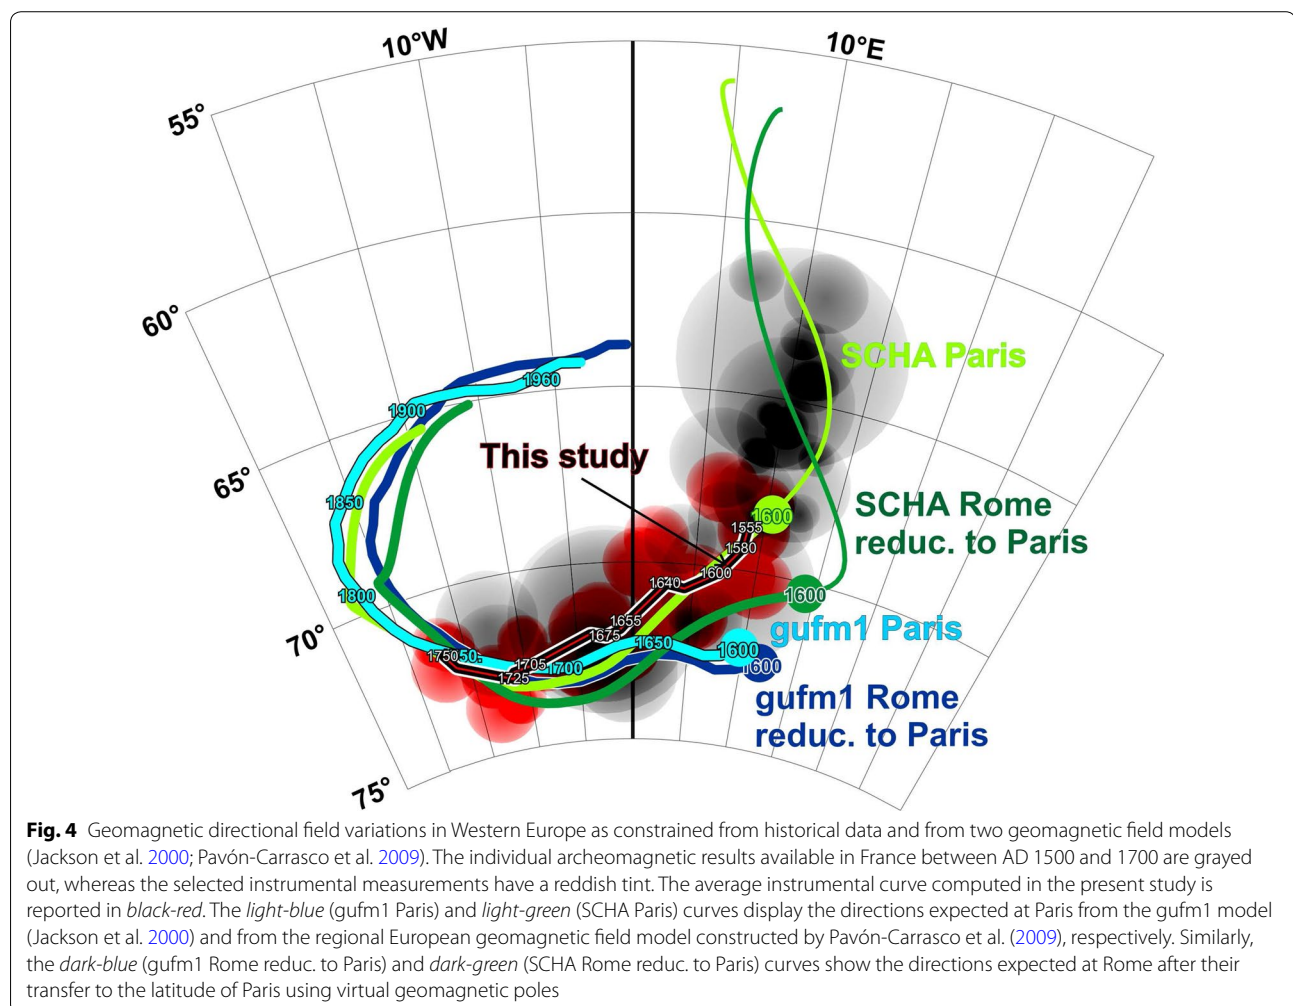 10°W
10°E
55°
60°
1960
1900
SCHA Paris
This study
65°
1850
SCHA Rome
reduc. to Paris
1600
1555
1580
1600
1640
1800
1600
70°
1655
1675
1650
gufm1 Paris
1600
1750
50.
1705
1700
1725
1600
gufm1 Rome
reduc. to Paris
75°
Fig. 4 Geomagnetic directional field variations in Western Europe as constrained from historical data and from two geomagnetic field models
(Jackson et al. 2000; Pavón-Carrasco et al. 2009). The individual archeomagnetic results available in France between AD 1500 and 1700 are grayed
out, whereas the selected instrumental measurements have a reddish tint. The average instrumental curve computed in the present study is
reported in black-red. The light-blue (gufm1 Paris) and light-green (SCHA Paris) curves display the directions expected at Paris from the gufm1 model
(Jackson et al. 2000) and from the regional European geomagnetic field model constructed by Pavón-Carrasco et al. (2009), respectively. Similarly,
the dark-blue (gufm1 Rome reduc. to Paris) and dark-green (SCHA Rome reduc. to Paris) curves show the directions expected at Rome after their
transfer to the latitude of Paris using virtual geomagnetic poles